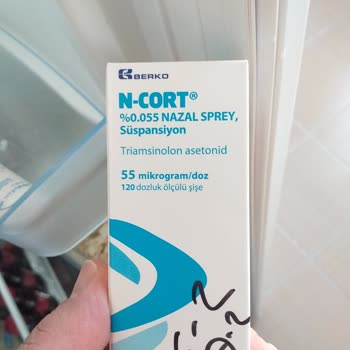 BERKO
N-CORT®
%0.055 NAZAL SPREY,
Süspansiyon
Triamsinolon asetonid
55 mikrogram/doz
120 dozluk ölçülü şişe